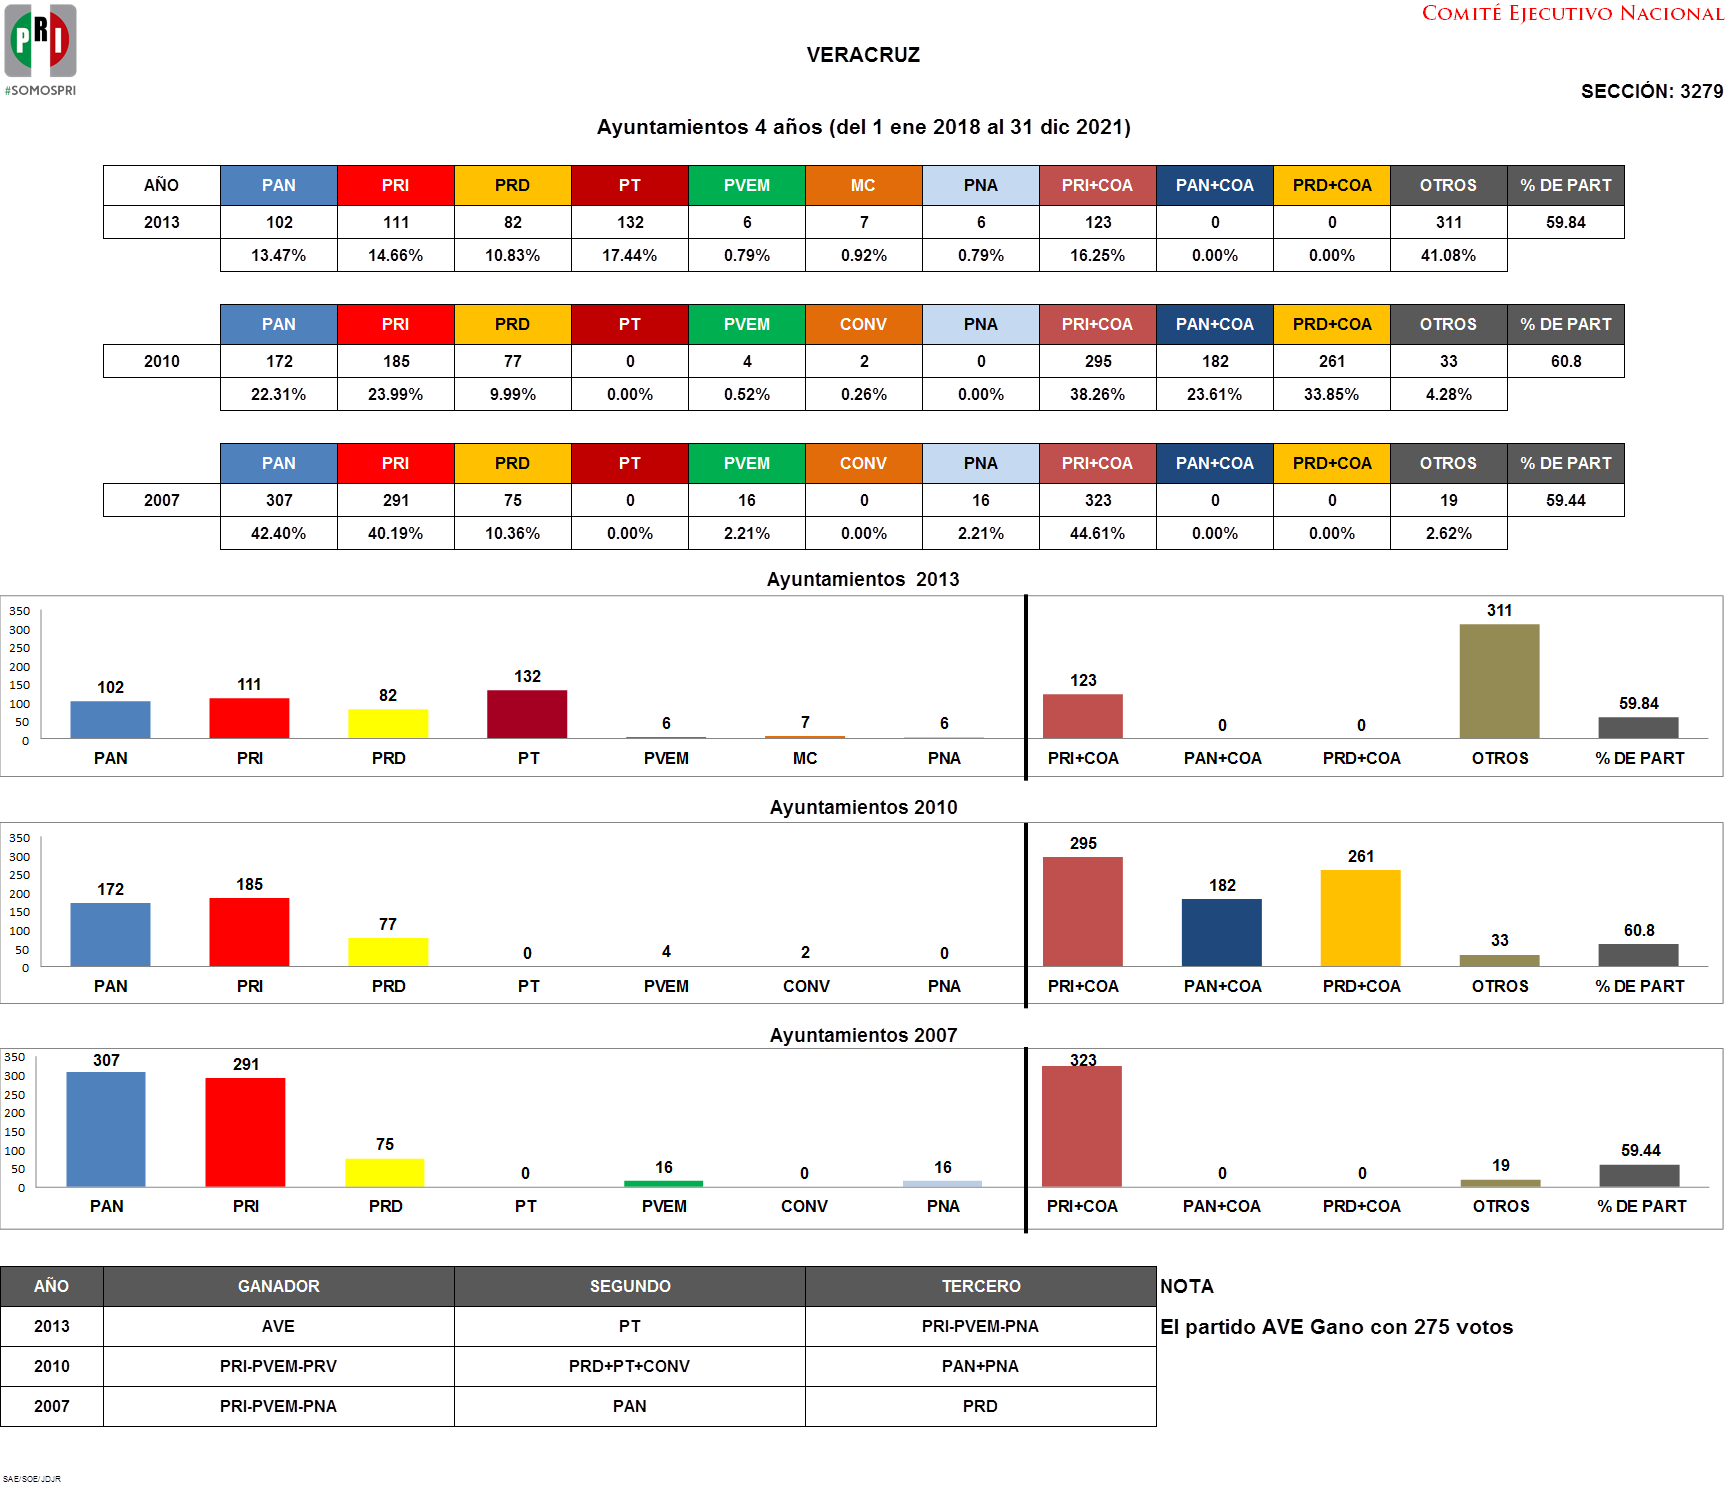 COMITÉ EJECUTIVO NACIONAL
PRI
#SOMOSPRI
VERACRUZ
SECCIÓN: 3279
Ayuntamientos 4 años (del 1 ene 2018 al 31 dic 2021)
AÑO PAN PRI PRD PT PVEM MC PNA PRI+COA PAN+COA PRD+COA OTROS % DE PART
2013 102 111 82 132 6 7 6 123 0 0 311 59.84
13.47% 14.66% 10.83% 17.44% 0.79% 0.92% 0.79% 16.25% 0.00% 0.00% 41.08%
PAN PRI PRD PT PVEM CONV PNA PRI+COA PAN+COA PRD+COA OTROS % DE PART
2010 172 185 77 0 4 2 0 295 182 261 33 60.8
22.31% 23.99% 9.99% 0.00% 0.52% 0.26% 0.00% 38.26% 23.61% 33.85% 4.28%
PAN PRI PRD PT PVEM CONV PNA PRI+COA PAN+COA PRD+COA OTROS % DE PART
2007 307 291 75 0 16 0 16 323 0 0 19 59.44
42.40% 40.19% 10.36% 0.00% 2.21% 0.00% 2.21% 44.61% 0.00% 0.00% 2.62%
Ayuntamientos 2013
350
300
250
200
150
100
50
0
102 111 82 132 6 7 6 123 0 0 311 59.84
PAN PRI PRD PT PVEM MC PNA PRI+COA PAN+COA PRD+COA OTROS % DE PART
Ayuntamientos 2010
350
300
250
200
150
100
50
0
172 185 77 0 4 2 0 295 182 261 33 60.8
PAN PRI PRD PT PVEM CONV PNA PRI+COA PAN+COA PRD+COA OTROS % DE PART
Ayuntamientos 2007
350
300
250
200
150
100
50
0
307 291 75 0 16 0 16 323 0 0 19 59.44
PAN PRI PRD PT PVEM CONV PNA PRI+COA PAN+COA PRD+COA OTROS % DE PART
AÑO GANADOR SEGUNDO TERCERO NOTA
2013 AVE PT PRI-PVEM-PNA El partido AVE Gano con 275 votos
2010 PRI-PVEM-PRV PRD+PT+CONV PAN+PNA
2007 PRI-PVEM-PNA PAN PRD
SAE/SOE/JDJR